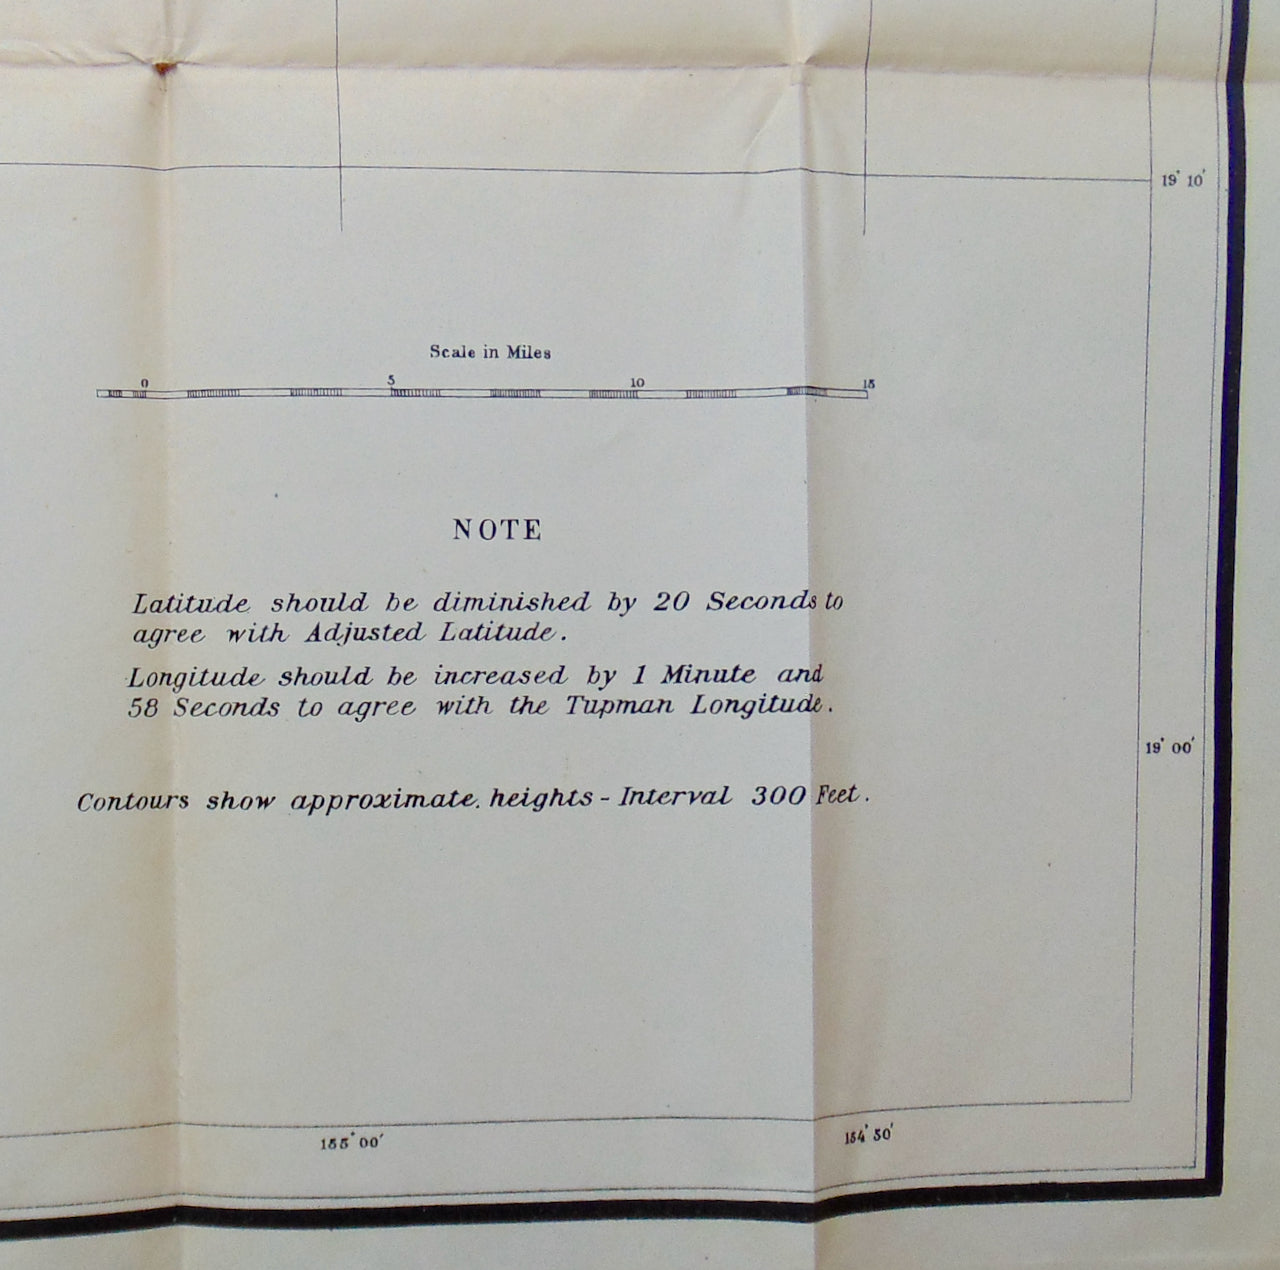 19° 10′
Scale in Miles
0 5 10 15
NOTE
Latitude should be diminished by 20 Seconds to
agree with Adjusted Latitude.
Longitude should be increased by 1 Minute and
58 Seconds to agree with the Tupman Longitude.
19° 00′
Contours show approximate. heights - Interval 300 Feet.
155° 00′ 154° 50′